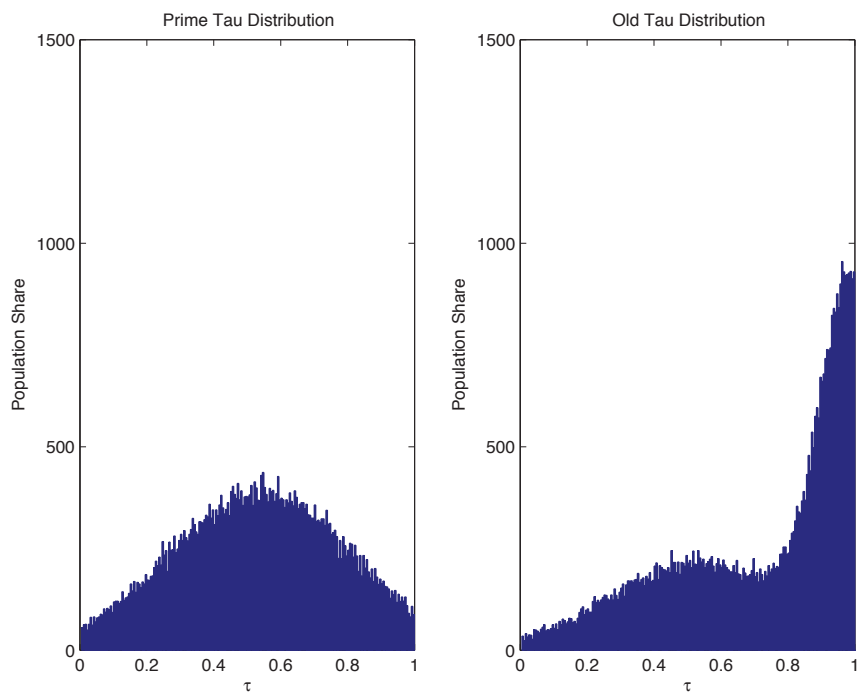 Prime Tau Distribution
1500
1000
500
0
0 0.2 0.4 0.6 0.8 1
τ
Population Share
Old Tau Distribution
1500
1000
500
0
0 0.2 0.4 0.6 0.8 1
τ
Population Share